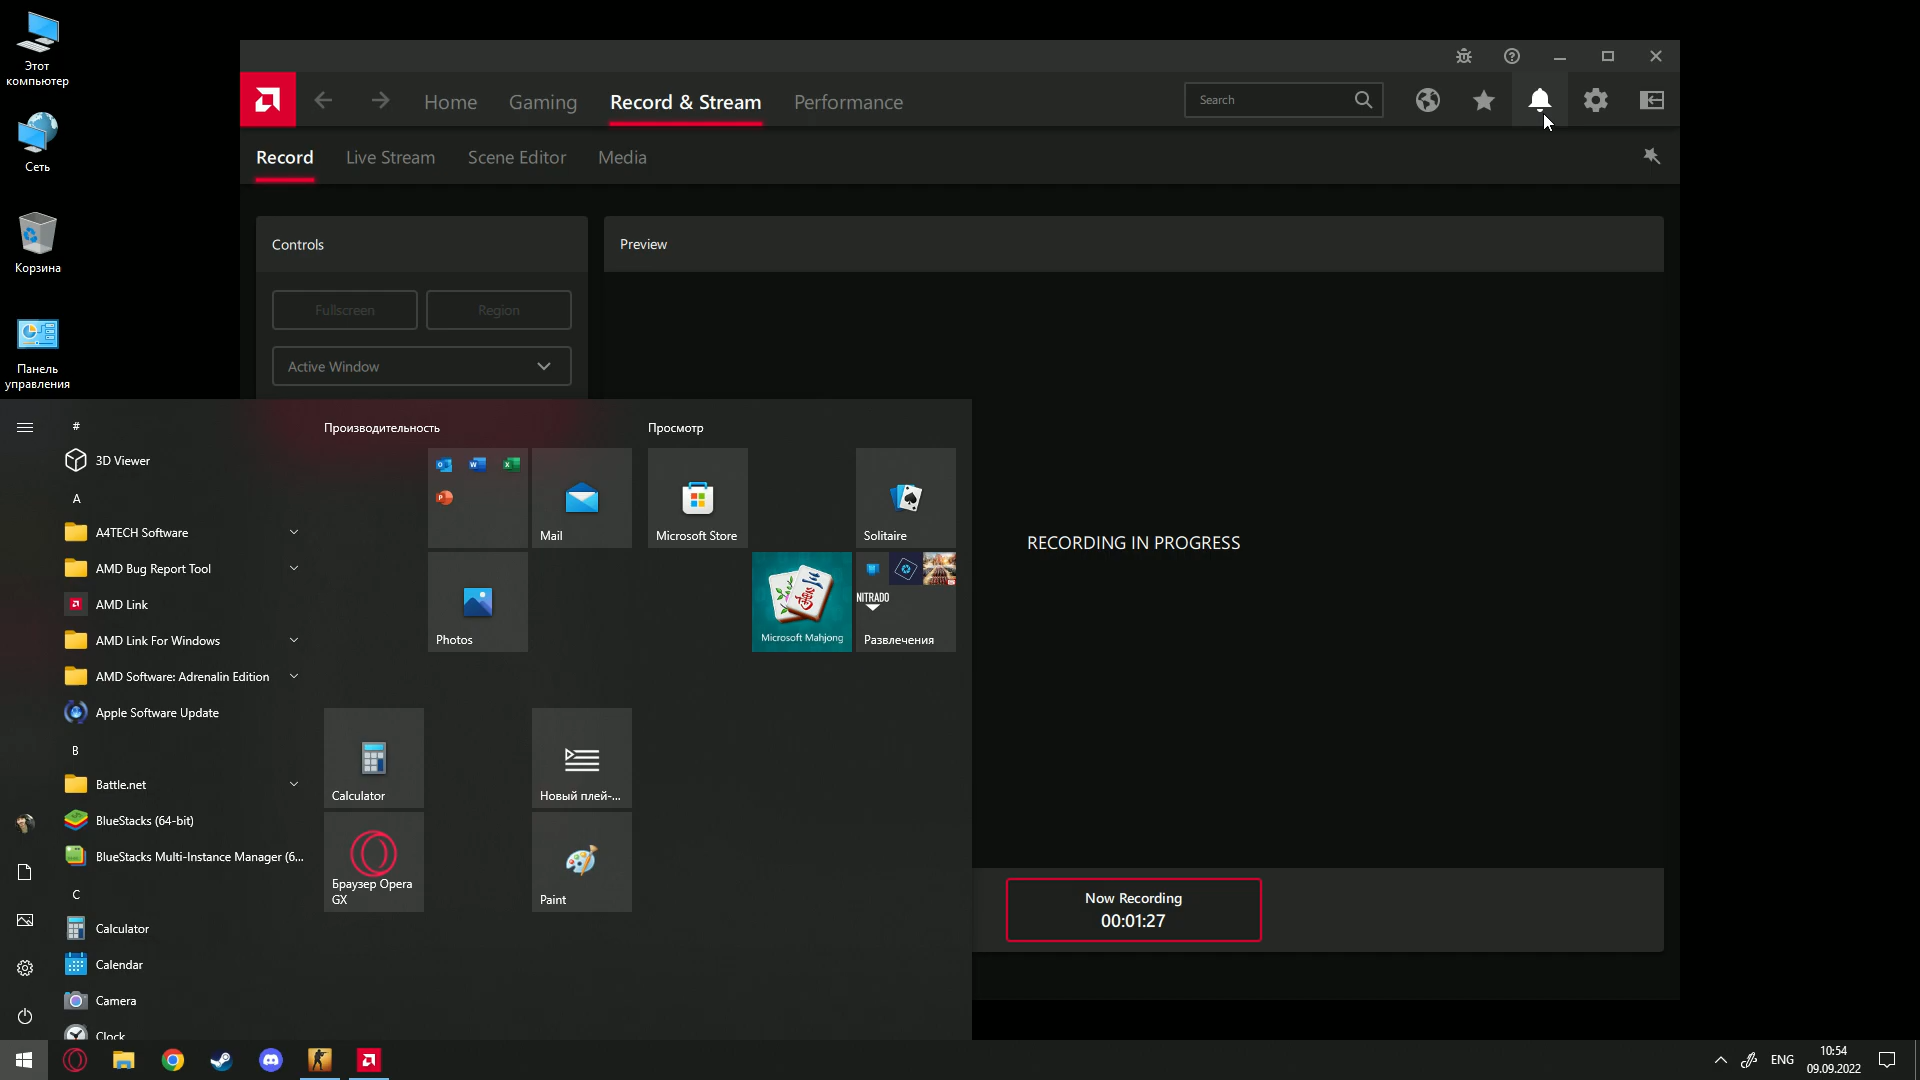 Этот
компьютер
Сеть
Корзина
Панель
управления
Home
Gaming
Record & Stream
Performance
Search
Record
Live Stream
Scene Editor
Media
Controls
Preview
Fullscreen
Region
Active Window
RECORDING IN PROGRESS
Now Recording
00:01:27
#
3D Viewer
A
A4TECH Software
AMD Bug Report Tool
AMD Link
AMD Link For Windows
AMD Software: Adrenalin Edition
Apple Software Update
B
Battle.net
BlueStacks (64-bit)
BlueStacks Multi-Instance Manager (6...
C
Calculator
Calendar
Camera
Clock
Производительность
Mail
Photos
Calculator
Новый плей-...
Браузер Opera
GX
Paint
Просмотр
Microsoft Store
Solitaire
三
萬
Microsoft Mahjong
NITRADO
Развлечения
ENG
10:54
09.09.2022